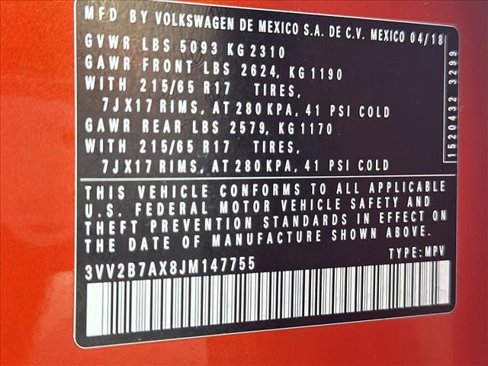 MFD BY VOLKSWAGEN DE MEXICO S.A. DE C.V. MEXICO 04/18
GVWR LBS 5093 KG 2310
GAWR FRONT LBS 2624, KG 1190
WITH 215/65 R17 TIRES,
7JX17 RIMS, AT 280 KPA, 41 PSI COLD
GAWR REAR LBS 2579, KG 1170
WITH 215/65 R17 TIRES,
7JX17 RIMS, AT 280 KPA, 41 PSI COLD
THIS VEHICLE CONFORMS TO ALL APPLICABLE
U.S. FEDERAL MOTOR VEHICLE SAFETY AND
THEFT PREVENTION STANDARDS IN EFFECT ON
THE DATE OF MANUFACTURE SHOWN ABOVE.
3VV2B7AX8JM147755 TYPE: MPV
1520432 3299